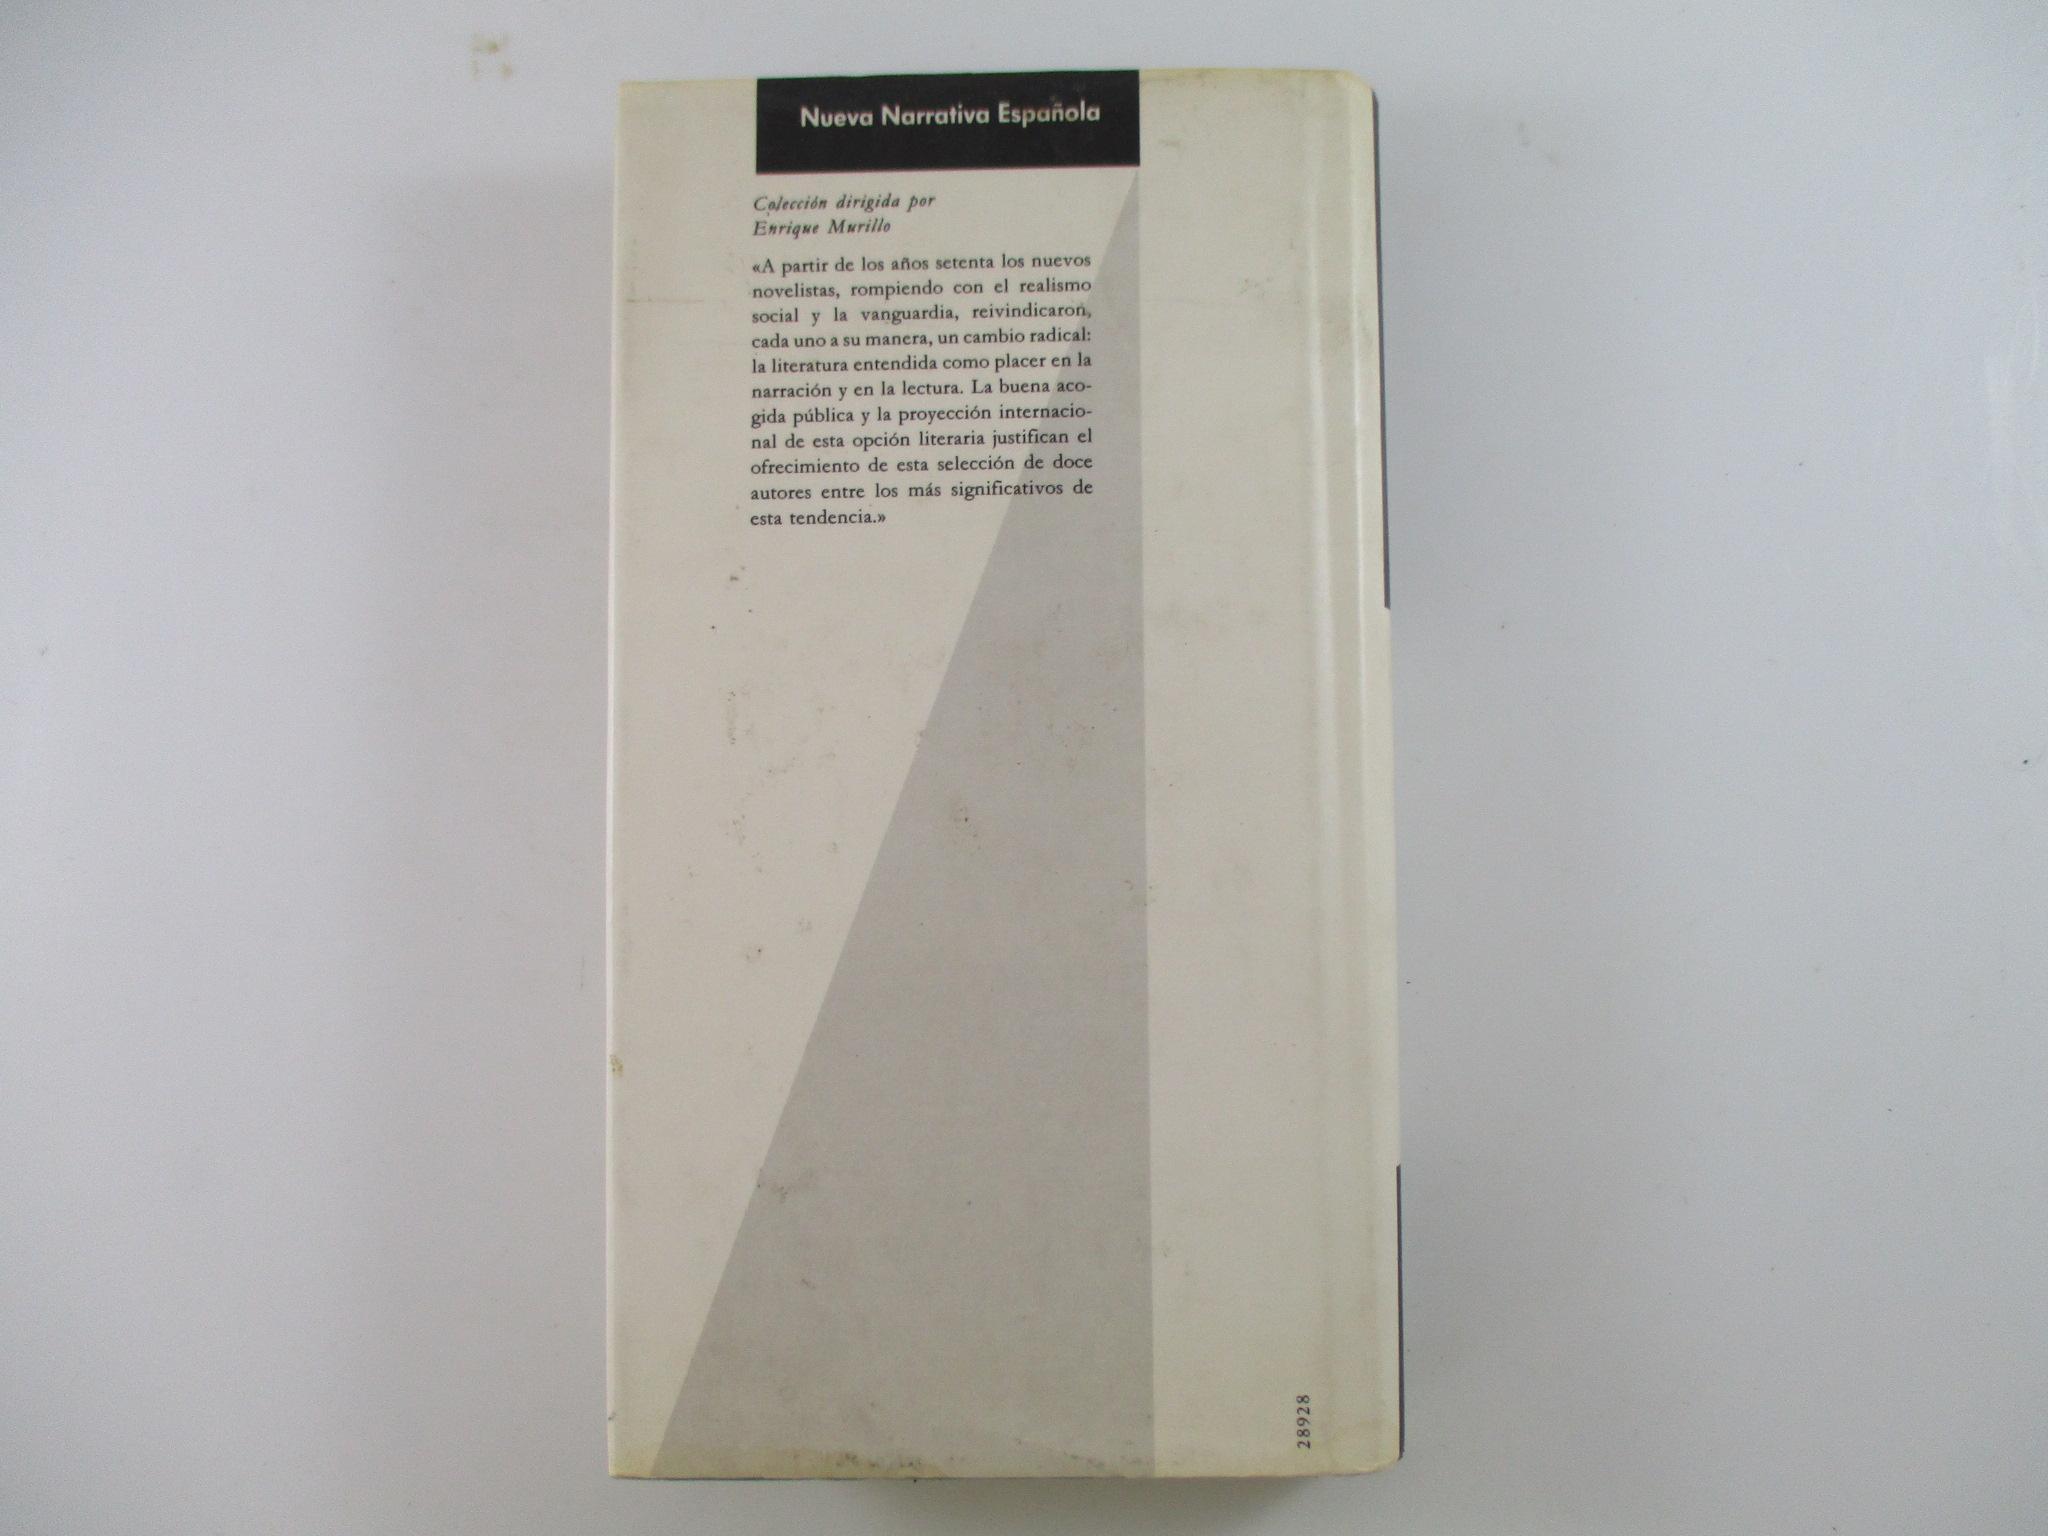 Nueva Narrativa Española
Colección dirigida por
Enrique Murillo
«A partir de los años setenta los nuevos
novelistas, rompiendo con el realismo
social y la vanguardia, reivindicaron,
cada uno a su manera, un cambio radical:
la literatura entendida como placer en la
narración y en la lectura. La buena aco-
gida pública y la proyección internacio-
nal de esta opción literaria justifican el
ofrecimiento de esta selección de doce
autores entre los más significativos de
esta tendencia.»
28928